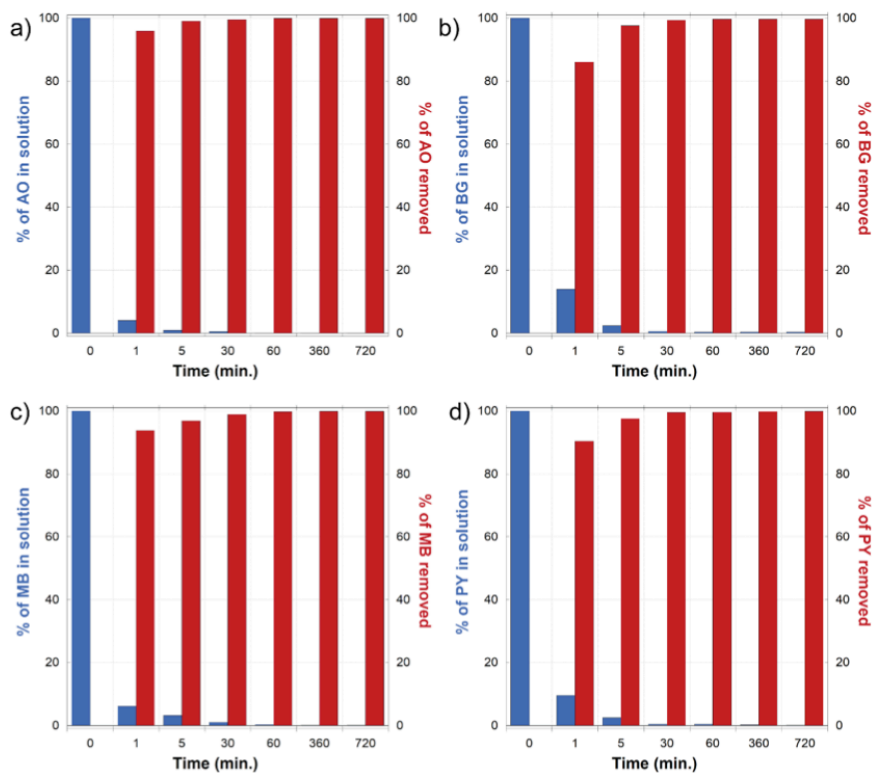 a)
100
80
60
40
20
0
% of AO in solution
100
80
60
40
20
0
% of AO removed
0 1 5 30 60 360 720
Time (min.)
b)
100
80
60
40
20
0
% of BG in solution
100
80
60
40
20
0
% of BG removed
0 1 5 30 60 360 720
Time (min.)
c)
100
80
60
40
20
0
% of MB in solution
100
80
60
40
20
0
% of MB removed
0 1 5 30 60 360 720
Time (min.)
d)
100
80
60
40
20
0
% of PY in solution
100
80
60
40
20
0
% of PY removed
0 1 5 30 60 360 720
Time (min.)